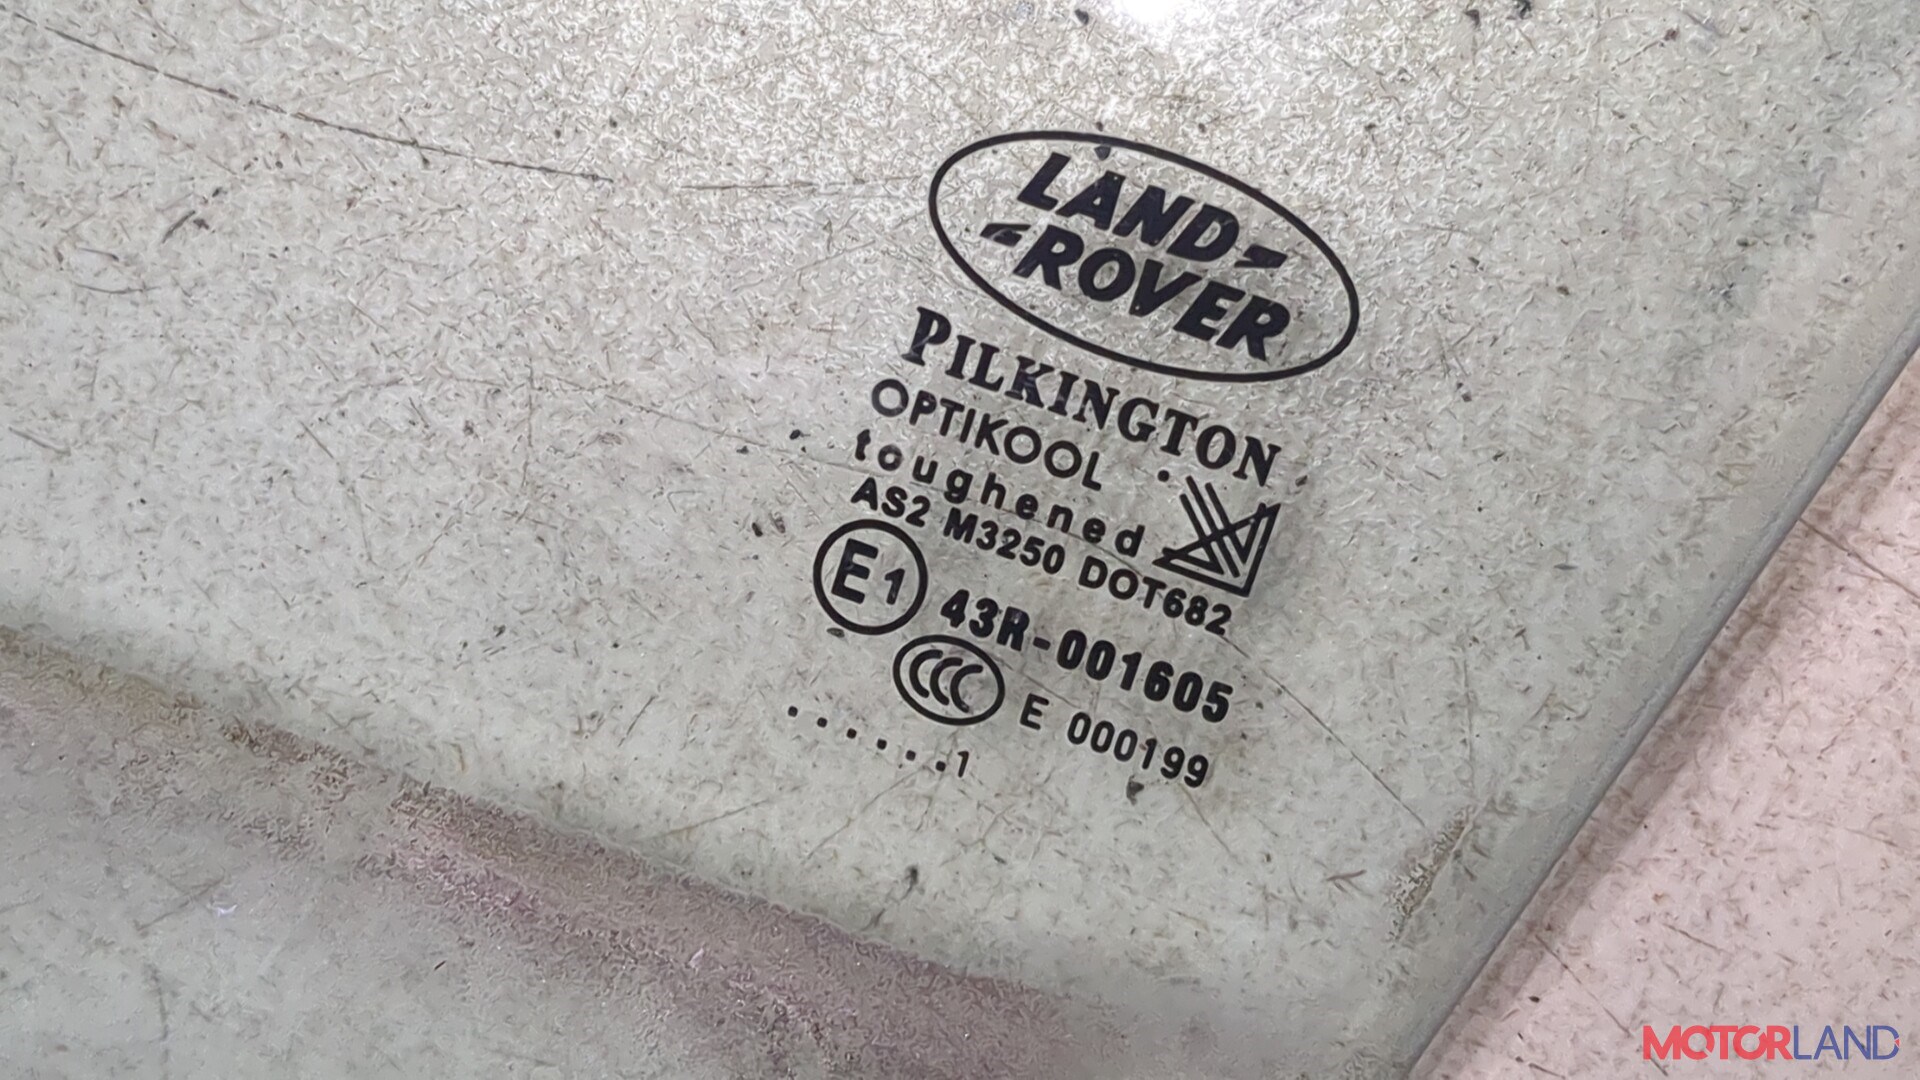 LAND
ROVER
PILKINGTON
OPTIKOOL
toughened
AS2 M3250 DOT682
E1 43R-001605
CCC E 000199
......1
MOTORLAND